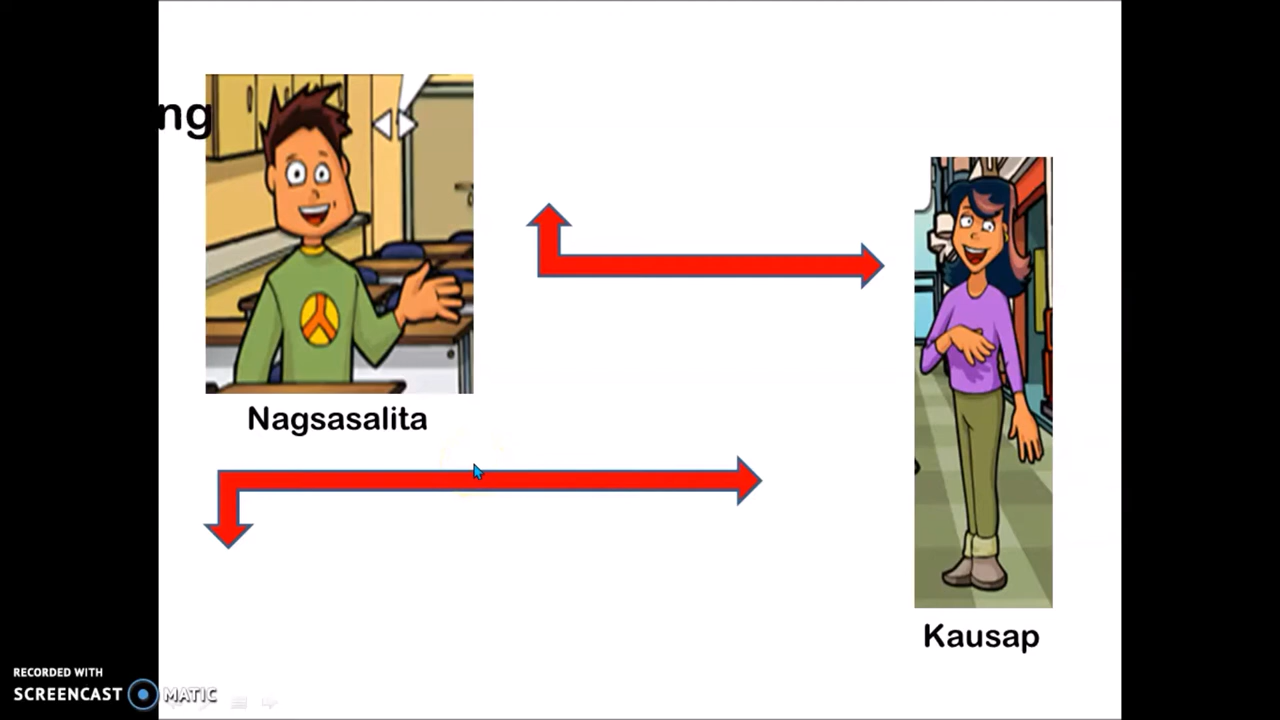 ng
Nagsasalita
Kausap
RECORDED WITH
SCREENCAST MATIC